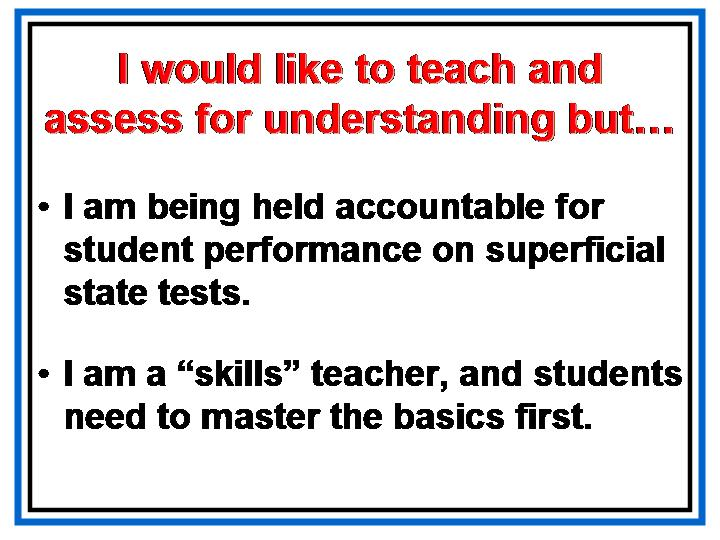 I would like to teach and
assess for understanding but…
• I am being held accountable for
student performance on superficial
state tests.
• I am a “skills” teacher, and students
need to master the basics first.